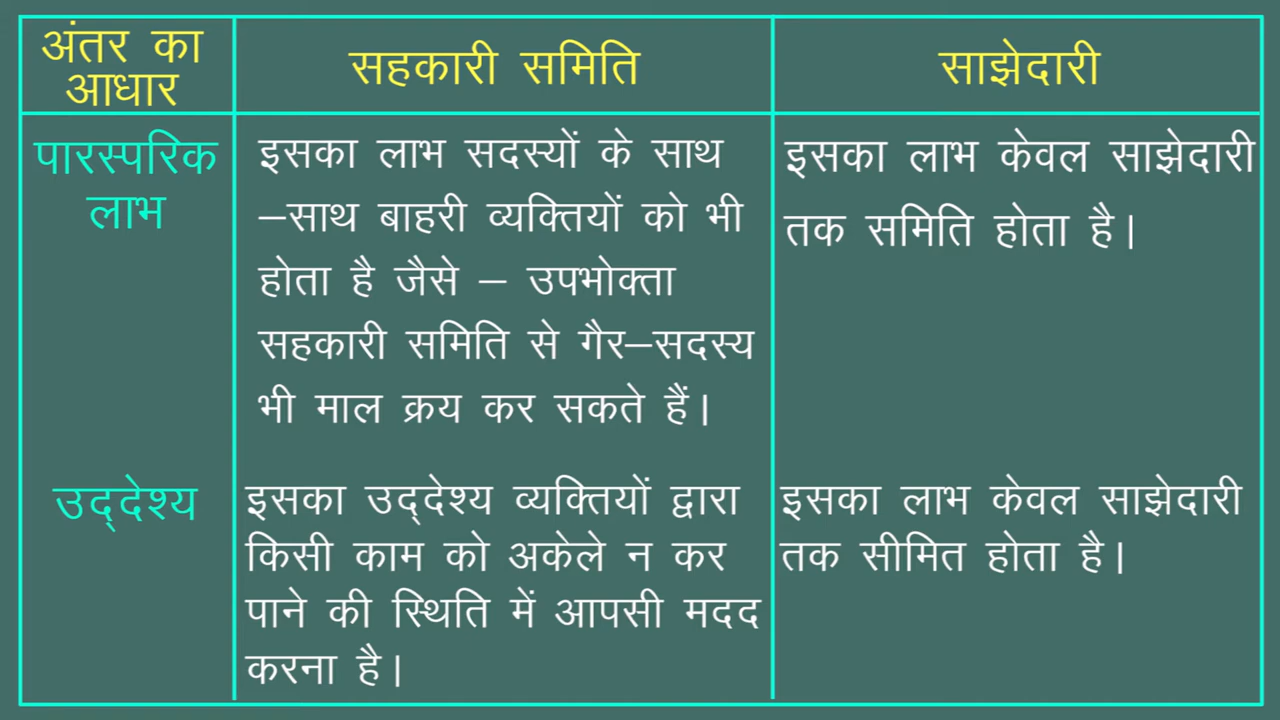 अंतर का
आधार
सहकारी समिति
साझेदारी
पारस्परिक
लाभ
इसका लाभ सदस्यों के साथ
–साथ बाहरी व्यक्तियों को भी
होता है जैसे – उपभोक्ता
सहकारी समिति से गैर–सदस्य
भी माल क्रय कर सकते हैं।
इसका लाभ केवल साझेदारी
तक समिति होता है।
उद्देश्य
इसका उद्देश्य व्यक्तियों द्वारा
किसी काम को अकेले न कर
पाने की स्थिति में आपसी मदद
करना है।
इसका लाभ केवल साझेदारी
तक सीमित होता है।